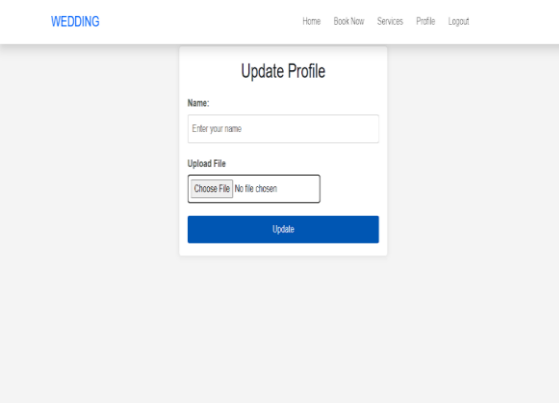 WEDDING Home Book Now Services Profile Logout
Update Profile
Name:
Enter your name
Upload File
Choose File No file chosen
Update